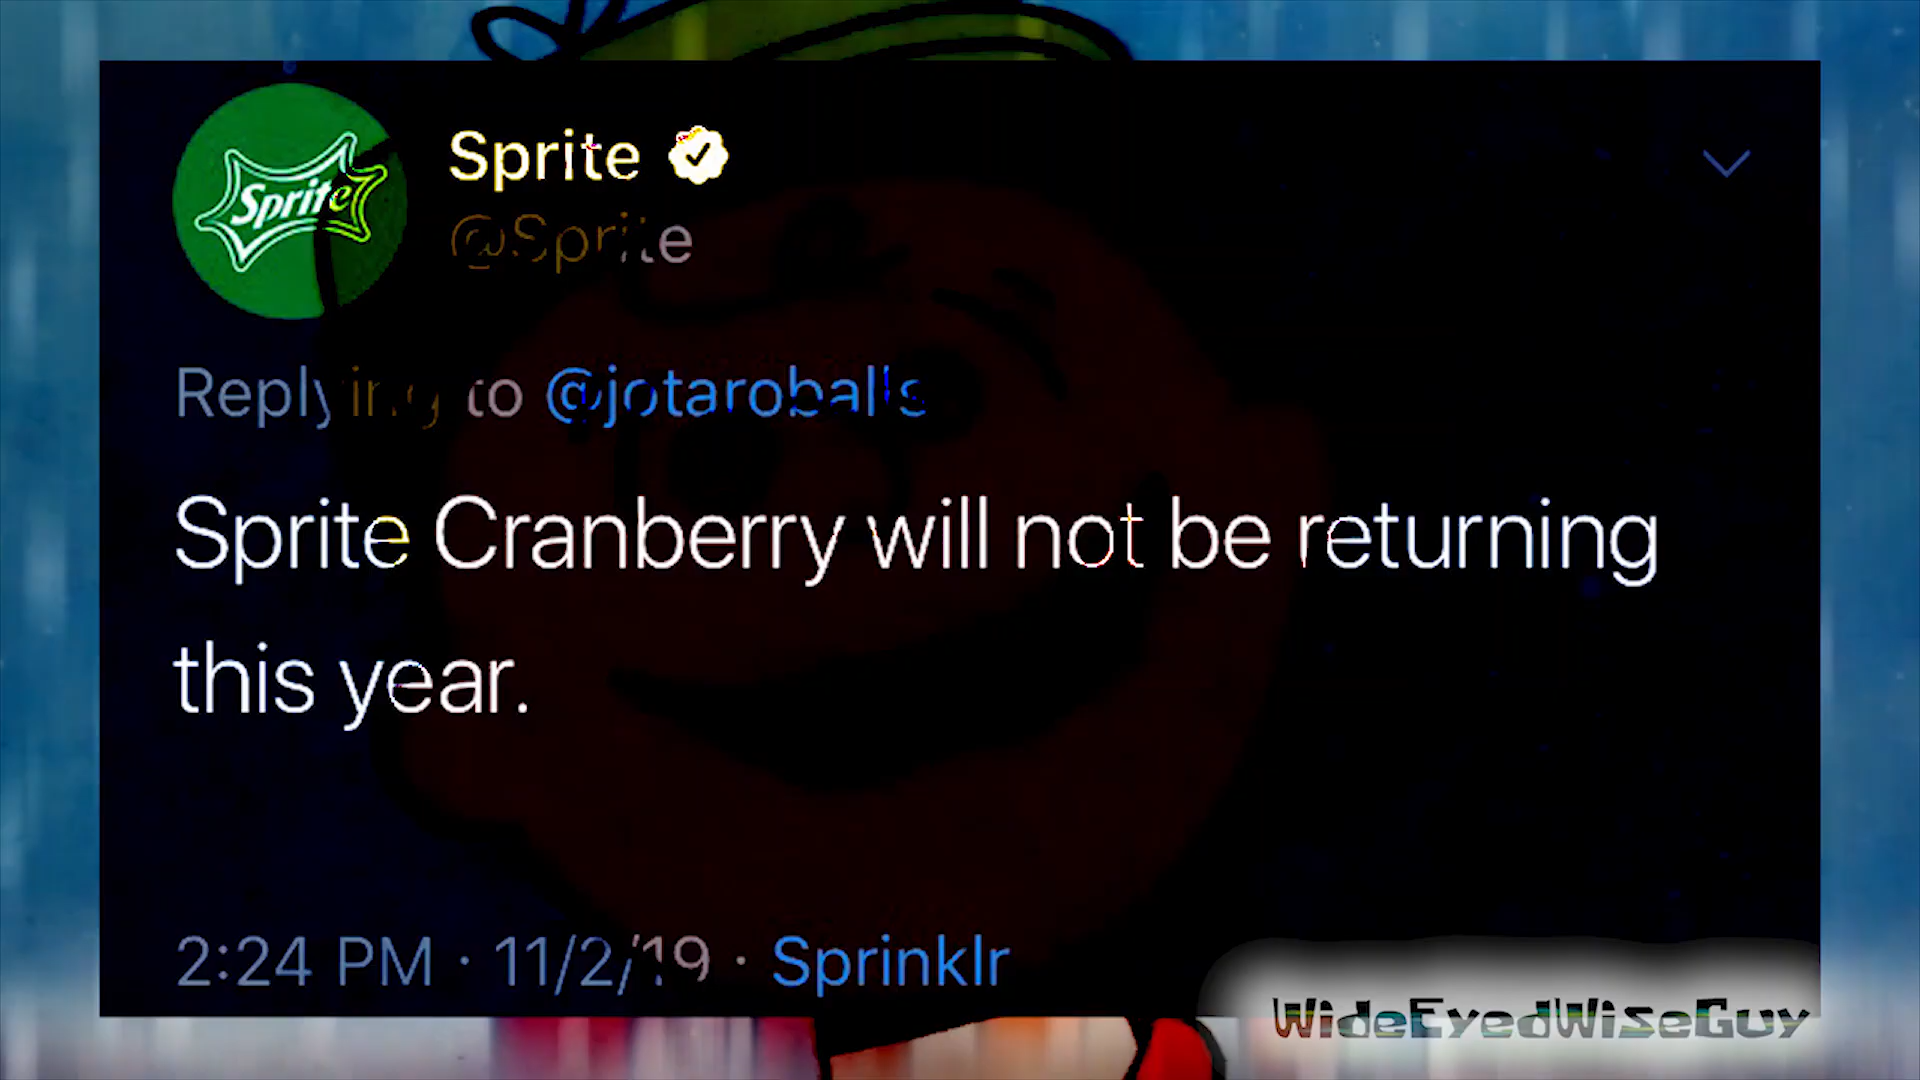 Sprite
Sprite
@Sprite
Replying to @jotaroballs
Sprite Cranberry will not be returning
this year.
2:24 PM · 11/2/19 · Sprinklr
WideEyedWiseGuy